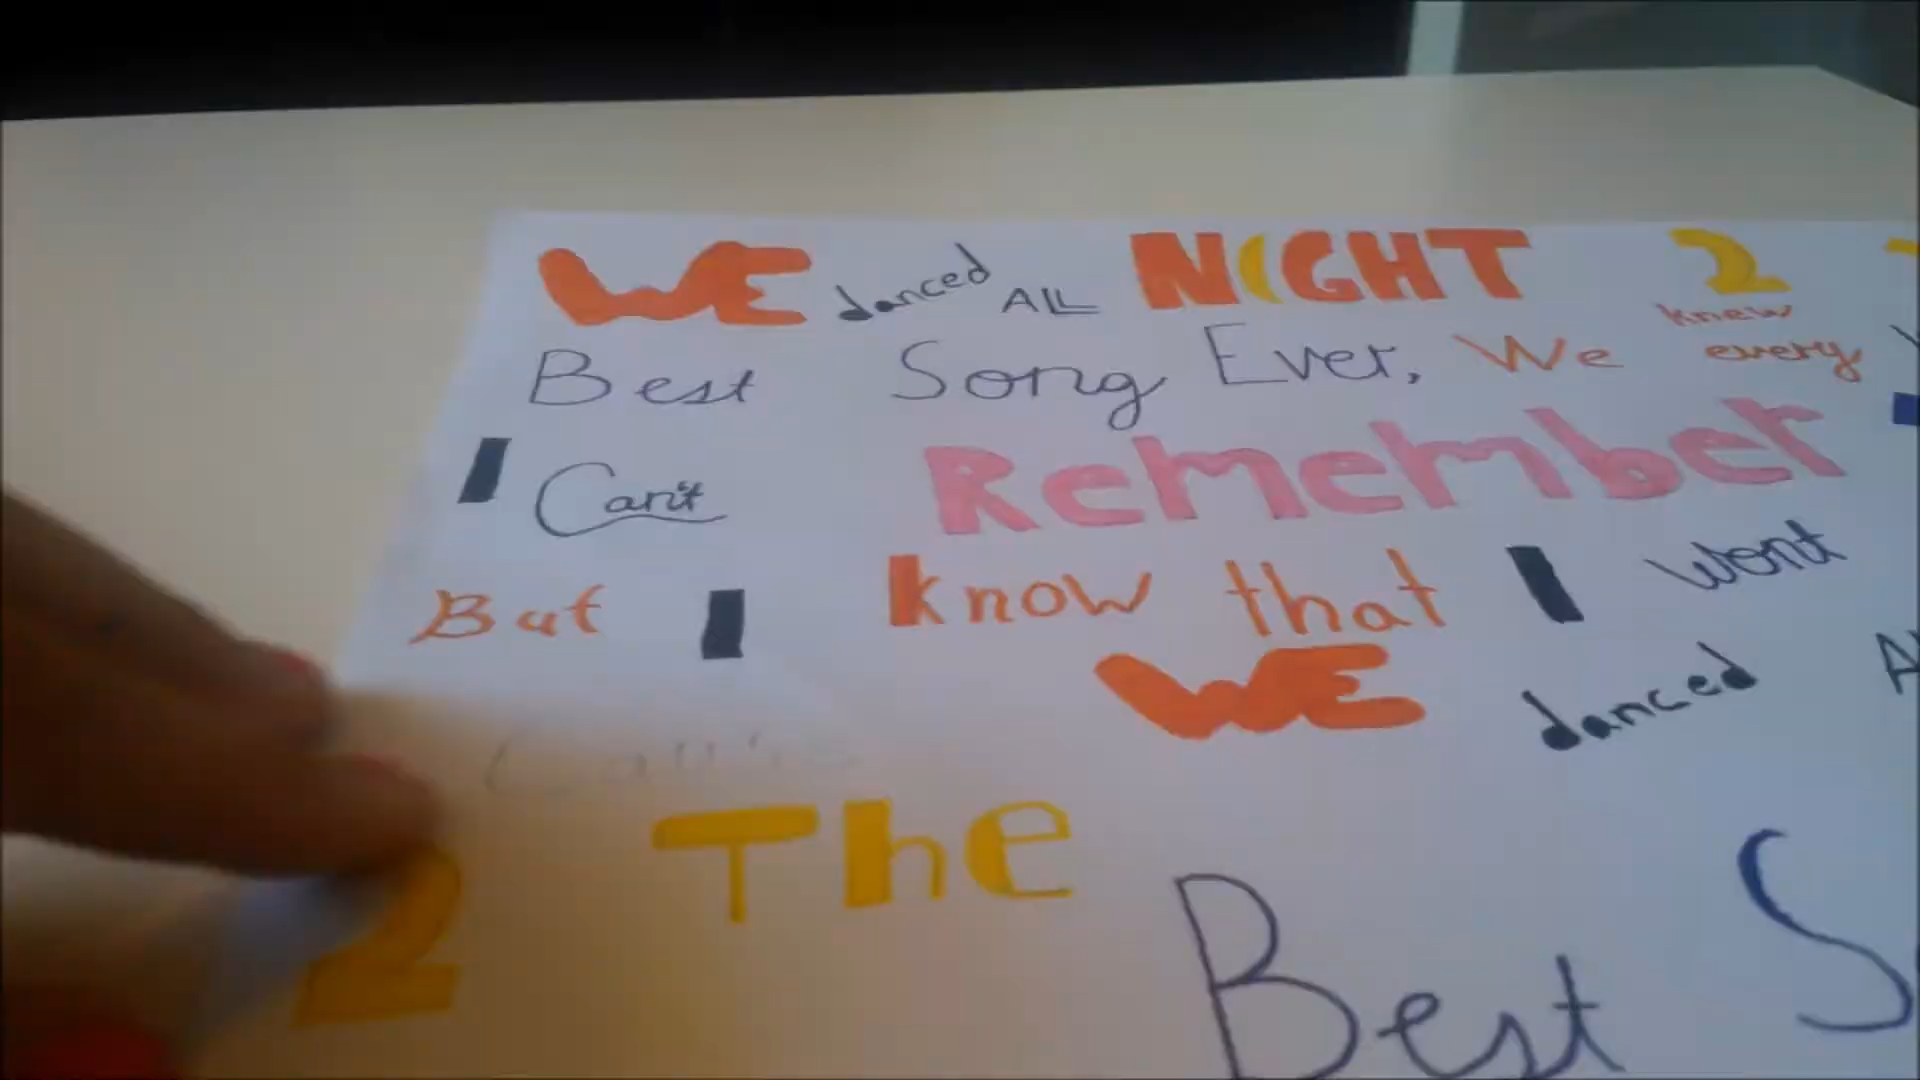 WE danced ALL NIGHT 2
Best Song Ever, We knew every
I Can't Remember
But I know that I Won't
WE danced
2 The
Best S